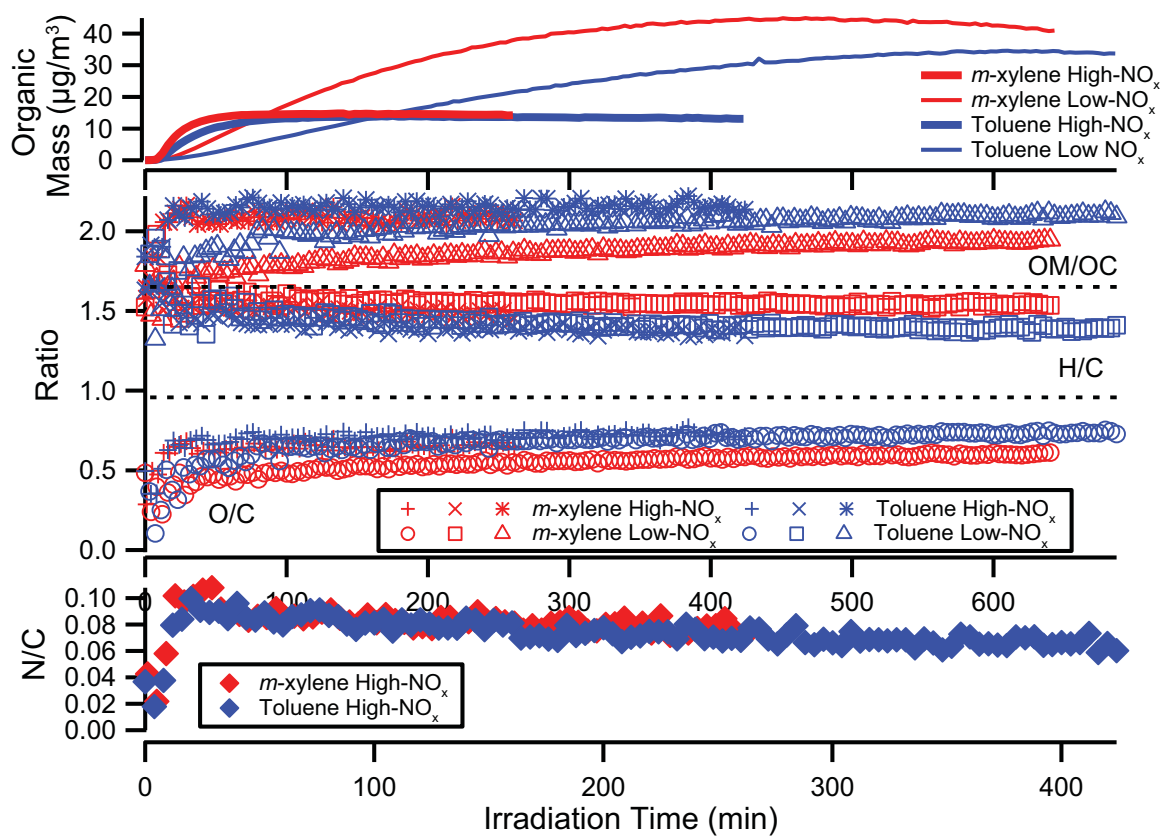 Organic
Mass (µg/m³)
40
30
20
10
0
m-xylene High-NOx
m-xylene Low-NOx
Toluene High-NOx
Toluene Low NOx
Ratio
2.0
1.5
1.0
0.5
0.0
OM/OC
H/C
O/C
m-xylene High-NOx Toluene High-NOx
m-xylene Low-NOx Toluene Low-NOx
0 100 200 300 400 500 600
N/C
0.10
0.08
0.06
0.04
0.02
0.00
m-xylene High-NOx
Toluene High-NOx
0 100 200 300 400
Irradiation Time (min)